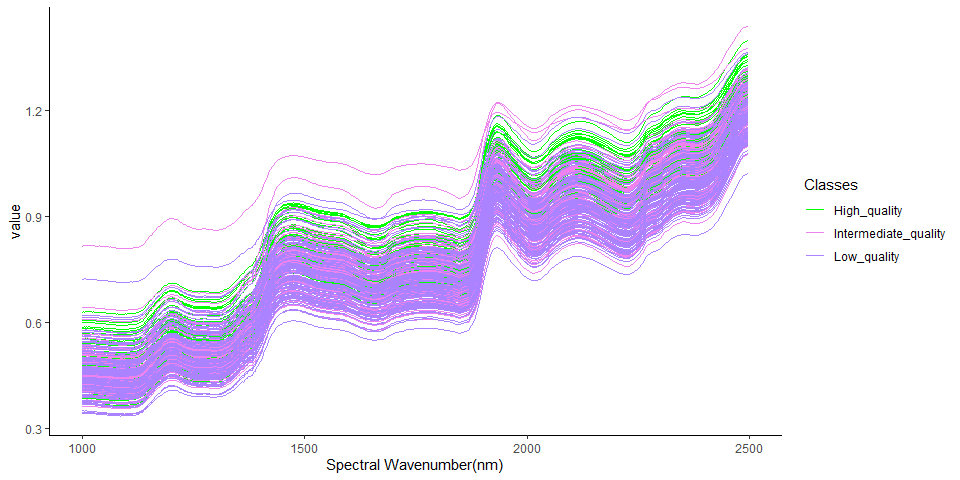 value
1.2
0.9
0.6
0.3
1000
1500
2000
2500
Spectral Wavenumber(nm)
Classes
High_quality
Intermediate_quality
Low_quality